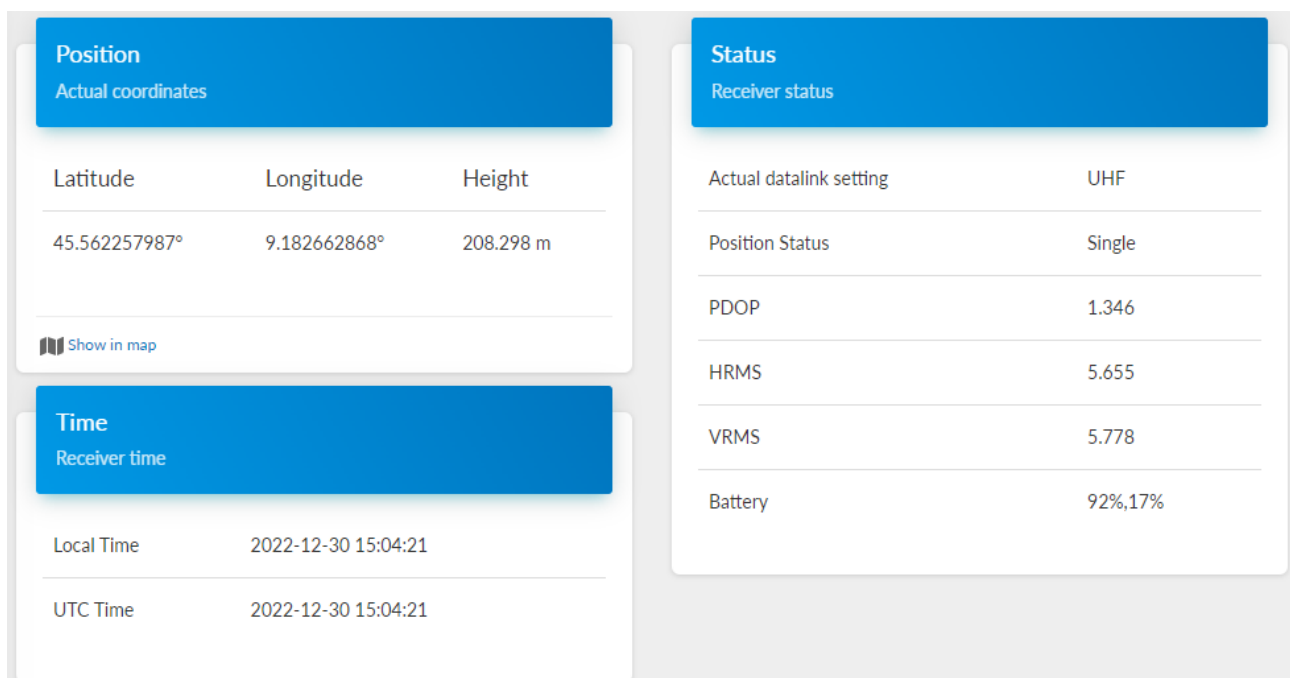 Position
Actual coordinates
Latitude Longitude Height
45.562257987° 9.182662868° 208.298 m
Show in map
Time
Receiver time
Local Time 2022-12-30 15:04:21
UTC Time 2022-12-30 15:04:21
Status
Receiver status
Actual datalink setting UHF
Position Status Single
PDOP 1.346
HRMS 5.655
VRMS 5.778
Battery 92%,17%